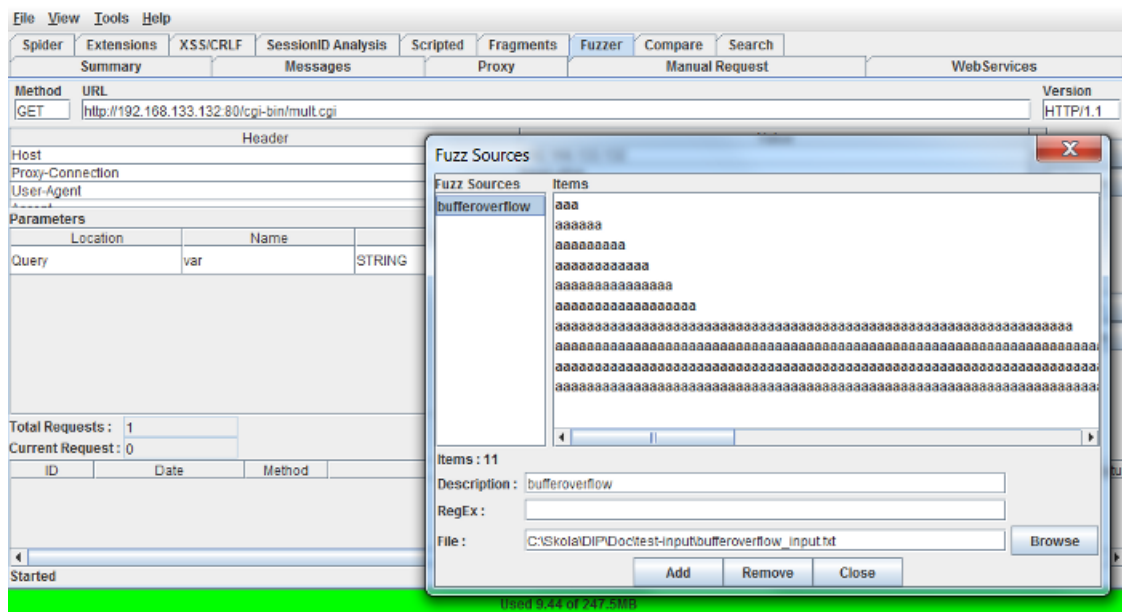 File View Tools Help
Spider Extensions XSS/CRLF SessionID Analysis Scripted Fragments Fuzzer Compare Search
Summary Messages Proxy Manual Request WebServices
Method URL Version
GET http://192.168.133.132:80/cgi-bin/mult.cgi HTTP/1.1
Header
Host
Proxy-Connection
User-Agent
Parameters
Location Name
Query var STRING
Total Requests : 1
Current Request : 0
ID Date Method
Started
Used 9.44 of 247.5MB
Fuzz Sources
X
Fuzz Sources Items
bufferoverflow
aaa
aaaaaa
aaaaaaaaa
aaaaaaaaaaaa
aaaaaaaaaaaaaaa
aaaaaaaaaaaaaaaaaa
Items : 11
Description : bufferoverflow
RegEx :
File : C:\Skola\DIP\Doc\test-input\bufferoverflow_input.txt Browse
Add Remove Close